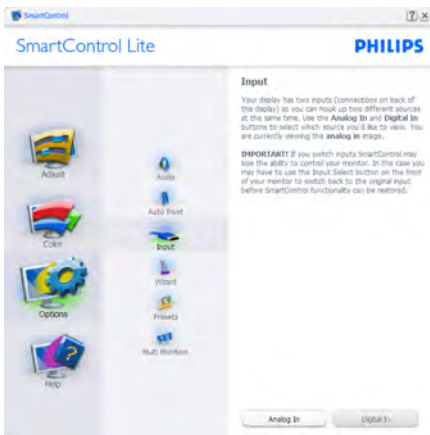 SmartControl
SmartControl Lite
PHILIPS
Adjust
Color
Options
Help
Audio
Auto Pivot
Input
Wizard
Presets
Multi Monitors
Input
Your display has two inputs (connections on back of
the display) so you can hook up two different sources
at the same time. Use the Analog In and Digital In
buttons to select which source you'd like to view. You
are currently viewing the analog in image.
IMPORTANT! If you switch inputs SmartControl may
lose the ability to control your monitor. In this case you
may have to use the Input Select button on the front
of your monitor to switch back to the original input
before SmartControl functionality can be restored.
Analog In
Digital In